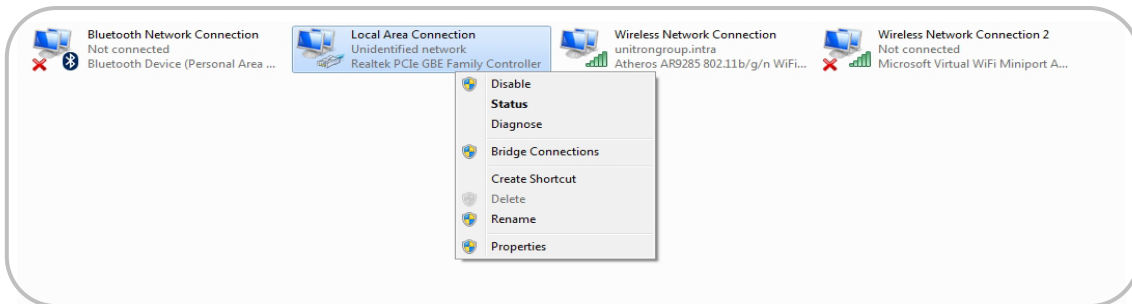 Bluetooth Network Connection
Not connected
Bluetooth Device (Personal Area ...
Local Area Connection
Unidentified network
Realtek PCIe GBE Family Controller
Wireless Network Connection
unitrongroup.intra
Atheros AR9285 802.11b/g/n WiFi...
Wireless Network Connection 2
Not connected
Microsoft Virtual WiFi Miniport A...
Disable
Status
Diagnose
Bridge Connections
Create Shortcut
Delete
Rename
Properties